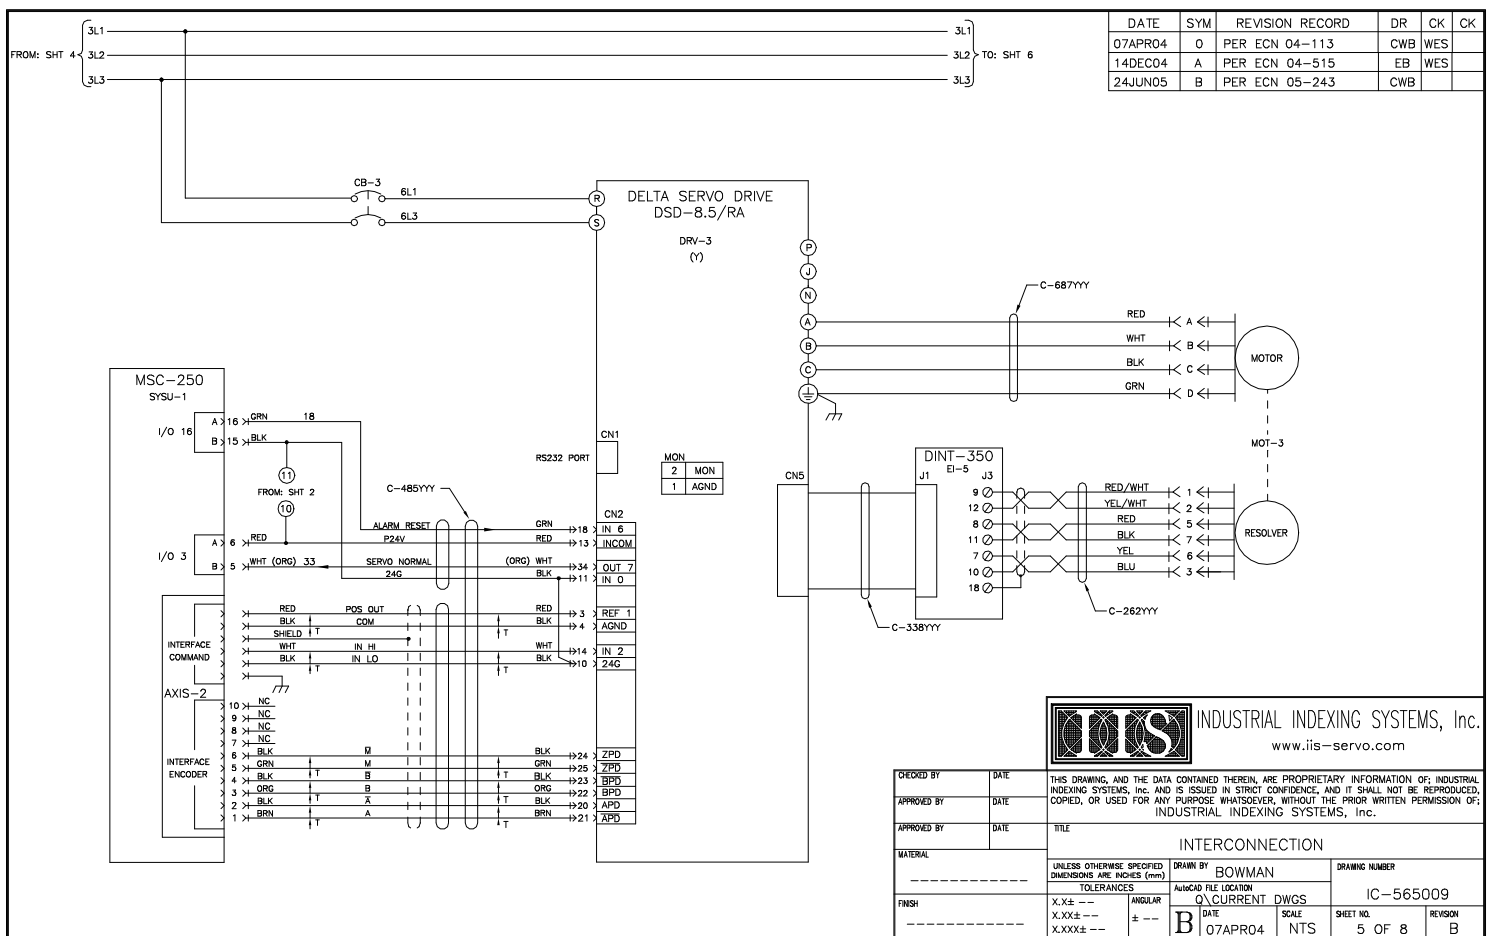 FROM: SHT 4
3L1
3L2
3L3
3L1
3L2
3L3
TO: SHT 6
DATE SYM REVISION RECORD DR CK CK
07APR04 0 PER ECN 04-113 CWB WES
14DEC04 A PER ECN 04-515 EB WES
24JUN05 B PER ECN 05-243 CWB
CB-3
6L1
6L3
R
S
DELTA SERVO DRIVE
DSD-8.5/RA
DRV-3
(Y)
P
J
N
A
B
C
C-687YYY
RED A
WHT B
BLK C
GRN D
MOTOR
MOT-3
RESOLVER
MSC-250
SYSU-1
I/O 16
A 16 GRN 18
B 15 BLK
11
FROM: SHT 2
10
C-485YYY
I/O 3
A 6 RED
B 5 WHT (ORG) 33
ALARM RESET
P24V
SERVO NORMAL
24G
GRN
RED
(ORG) WHT
BLK
CN1
RS232 PORT
MON
2 MON
1 AGND
CN2
18 IN 6
13 INCOM
34 OUT 7
11 IN 0
3 REF 1
4 AGND
14 IN 2
10 24G
INTERFACE
COMMAND
RED POS OUT RED
BLK COM BLK
T T
SHIELD
WHT IN HI WHT
BLK IN LO BLK
T T
AXIS-2
INTERFACE
ENCODER
10 NC
9 NC
8 NC
7 NC
6 BLK M̅ BLK 24 ZPD
5 GRN M GRN 25 Z̅P̅D̅
T T
4 BLK B̅ BLK 23 B̅P̅D̅
3 ORG B ORG 22 BPD
T T
2 BLK A̅ BLK 20 APD
1 BRN A BRN 21 A̅P̅D̅
T T
CN5
DINT-350
EI-5
J1
J3
9
12
8
11
7
10
18
RED/WHT 1
YEL/WHT 2
RED 5
BLK 7
YEL 6
BLU 3
C-338YYY
C-262YYY
IIS
INDUSTRIAL INDEXING SYSTEMS, Inc.
www.iis-servo.com
CHECKED BY DATE
APPROVED BY DATE
APPROVED BY DATE
MATERIAL
FINISH
THIS DRAWING, AND THE DATA CONTAINED THEREIN, ARE PROPRIETARY INFORMATION OF; INDUSTRIAL
INDEXING SYSTEMS, Inc. AND IS ISSUED IN STRICT CONFIDENCE, AND IT SHALL NOT BE REPRODUCED,
COPIED, OR USED FOR ANY PURPOSE WHATSOEVER, WITHOUT THE PRIOR WRITTEN PERMISSION OF;
INDUSTRIAL INDEXING SYSTEMS, Inc.
TITLE
INTERCONNECTION
UNLESS OTHERWISE SPECIFIED
DIMENSIONS ARE INCHES (mm)
TOLERANCES
X.X± --
X.XX± --
X.XXX± --
ANGULAR
± --
DRAWN BY
BOWMAN
AutoCAD FILE LOCATION
Q\CURRENT DWGS
B
DATE
07APR04
SCALE
NTS
DRAWING NUMBER
IC-565009
SHEET NO.
5 OF 8
REVISION
B